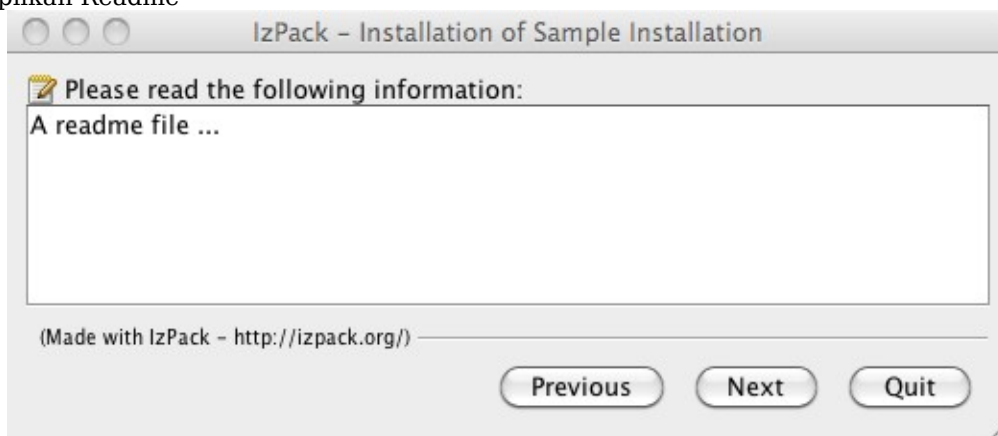 Readme
IzPack – Installation of Sample Installation
Please read the following information:
A readme file ...
(Made with IzPack – http://izpack.org/)
Previous Next Quit